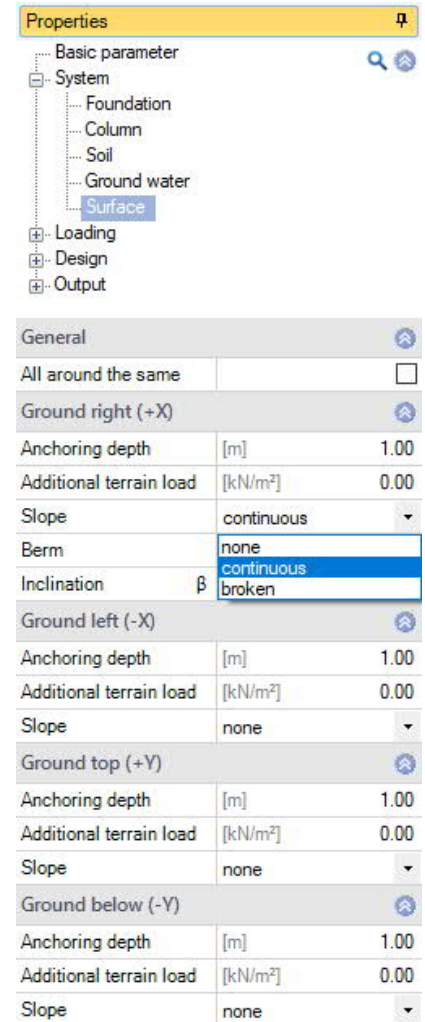 Properties
Basic parameter
System
Foundation
Column
Soil
Ground water
Surface
Loading
Design
Output
General
All around the same
Ground right (+X)
Anchoring depth [m] 1.00
Additional terrain load [kN/m²] 0.00
Slope continuous
Berm none
continuous
Inclination β broken
Ground left (-X)
Anchoring depth [m] 1.00
Additional terrain load [kN/m²] 0.00
Slope none
Ground top (+Y)
Anchoring depth [m] 1.00
Additional terrain load [kN/m²] 0.00
Slope none
Ground below (-Y)
Anchoring depth [m] 1.00
Additional terrain load [kN/m²] 0.00
Slope none